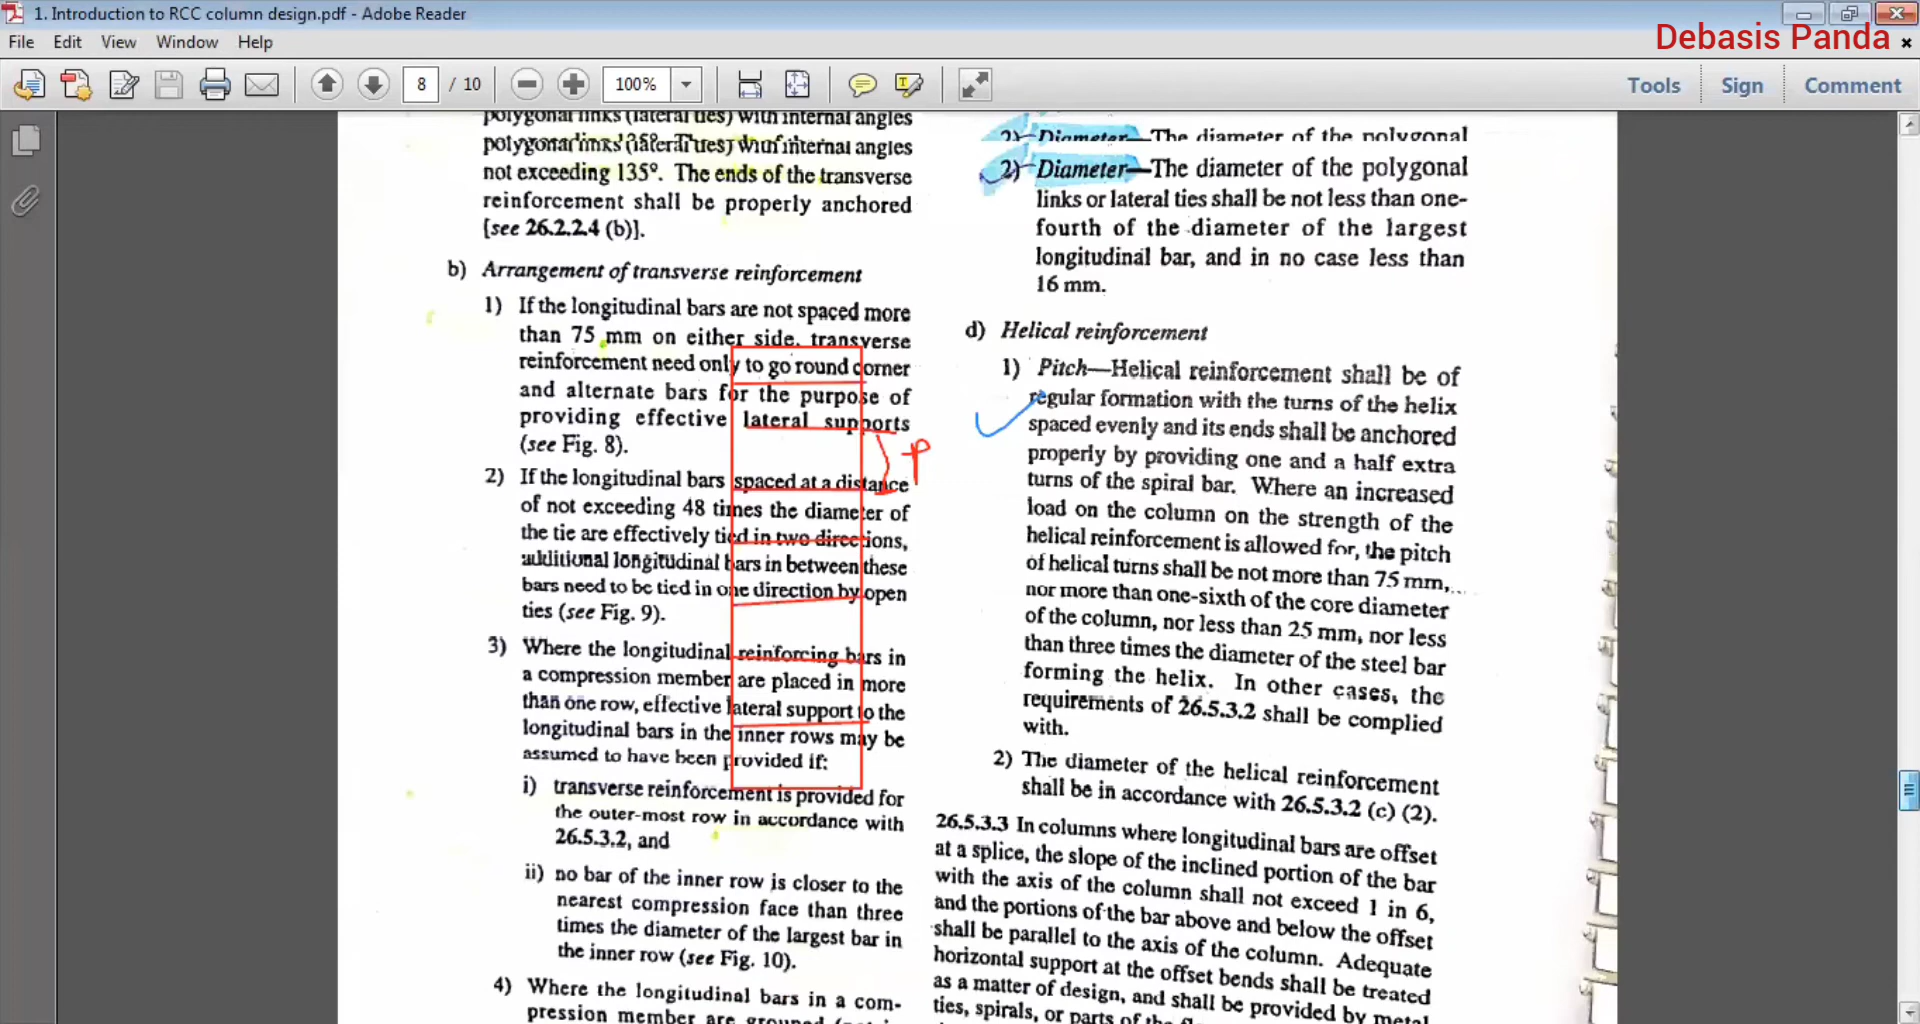 1. Introduction to RCC column design.pdf - Adobe Reader
Debasis Panda
File Edit View Window Help
8 / 10 100% Tools Sign Comment
polygonal links (lateral ties) with internal angles
polygonal links (lateral ties) with internal angles
not exceeding 135°. The ends of the transverse
reinforcement shall be properly anchored
[see 26.2.2.4 (b)].
b) Arrangement of transverse reinforcement
1) If the longitudinal bars are not spaced more
than 75 mm on either side, transverse
reinforcement need only to go round corner
and alternate bars for the purpose of
providing effective lateral supports
(see Fig. 8).
2) If the longitudinal bars spaced at a distance
of not exceeding 48 times the diameter of
the tie are effectively tied in two directions,
additional longitudinal bars in between these
bars need to be tied in one direction by open
ties (see Fig. 9).
3) Where the longitudinal reinforcing bars in
a compression member are placed in more
than one row, effective lateral support to the
longitudinal bars in the inner rows may be
assumed to have been provided if:
i) transverse reinforcement is provided for
the outer-most row in accordance with
26.5.3.2, and
ii) no bar of the inner row is closer to the
nearest compression face than three
times the diameter of the largest bar in
the inner row (see Fig. 10).
4) Where the longitudinal bars in a com-
pression member are grouped
P
2) Diameter—The diameter of the polygonal
2) Diameter—The diameter of the polygonal
links or lateral ties shall be not less than one-
fourth of the diameter of the largest
longitudinal bar, and in no case less than
16 mm.
d) Helical reinforcement
1) Pitch—Helical reinforcement shall be of
regular formation with the turns of the helix
spaced evenly and its ends shall be anchored
properly by providing one and a half extra
turns of the spiral bar. Where an increased
load on the column on the strength of the
helical reinforcement is allowed for, the pitch
of helical turns shall be not more than 75 mm,
nor more than one-sixth of the core diameter
of the column, nor less than 25 mm, nor less
than three times the diameter of the steel bar
forming the helix. In other cases, the
requirements of 26.5.3.2 shall be complied
with.
2) The diameter of the helical reinforcement
shall be in accordance with 26.5.3.2 (c) (2).
26.5.3.3 In columns where longitudinal bars are offset
at a splice, the slope of the inclined portion of the bar
with the axis of the column shall not exceed 1 in 6,
and the portions of the bar above and below the offset
shall be parallel to the axis of the column. Adequate
horizontal support at the offset bends shall be treated
as a matter of design, and shall be provided by metal
ties, spirals, or parts of the